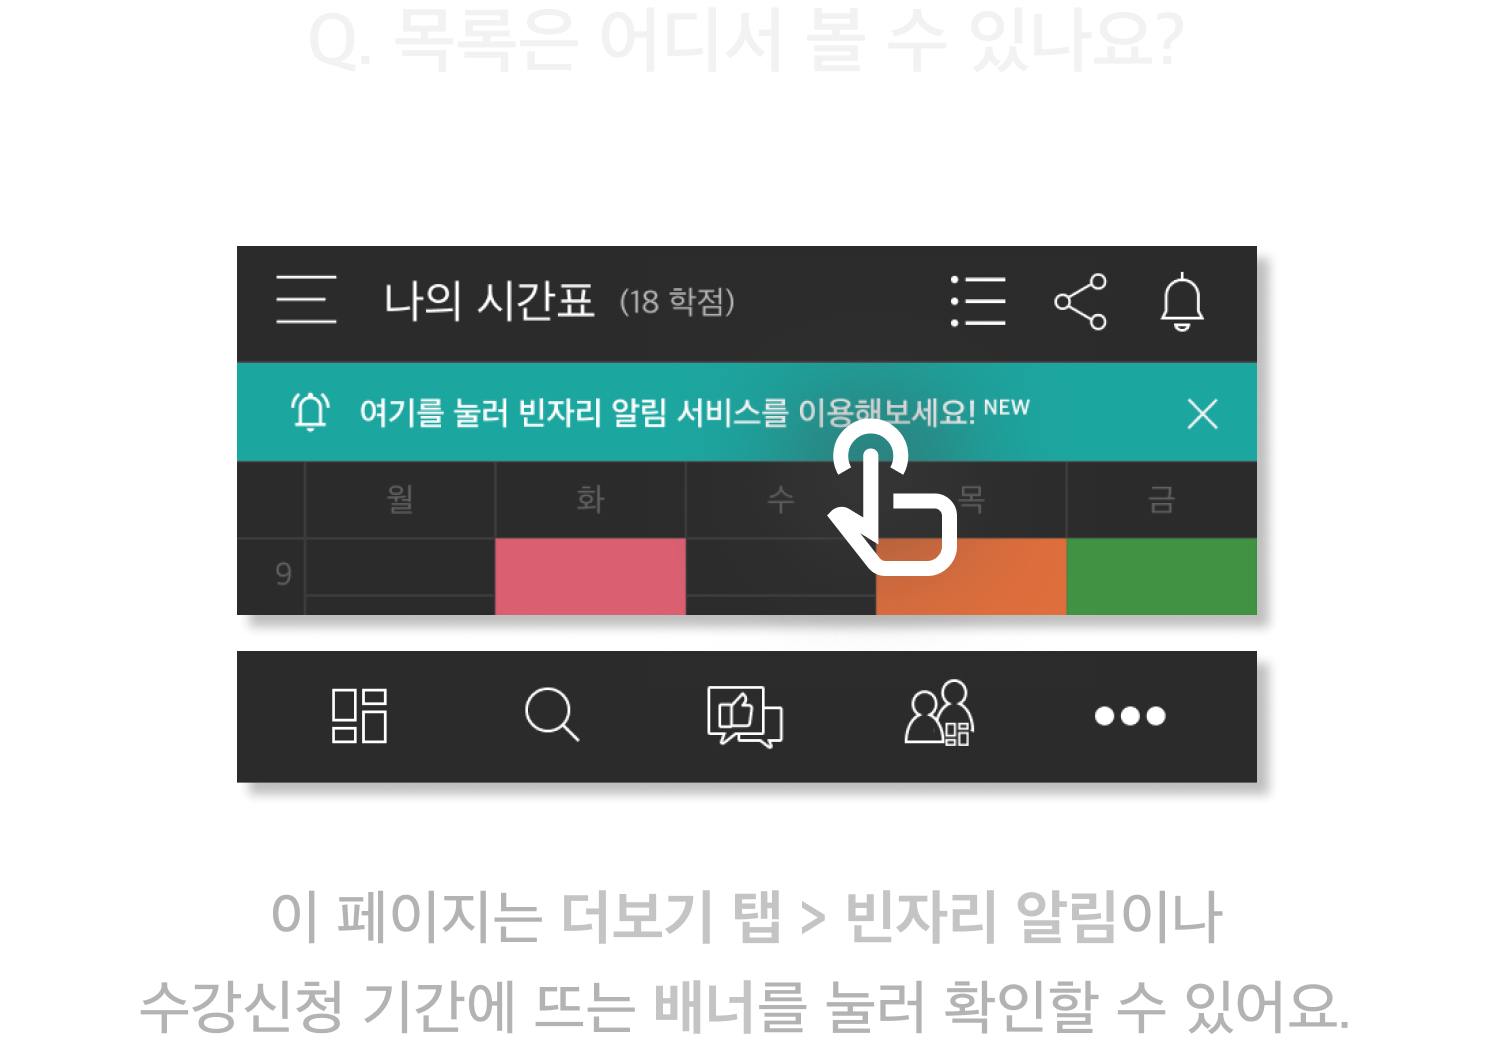 Q. 목록은 어디서 볼 수 있나요?
나의 시간표 (18 학점)
여기를 눌러 빈자리 알림 서비스를 이용해보세요! NEW
월 화 수 목 금
9
이 페이지는 더보기 탭 > 빈자리 알림이나
수강신청 기간에 뜨는 배너를 눌러 확인할 수 있어요.